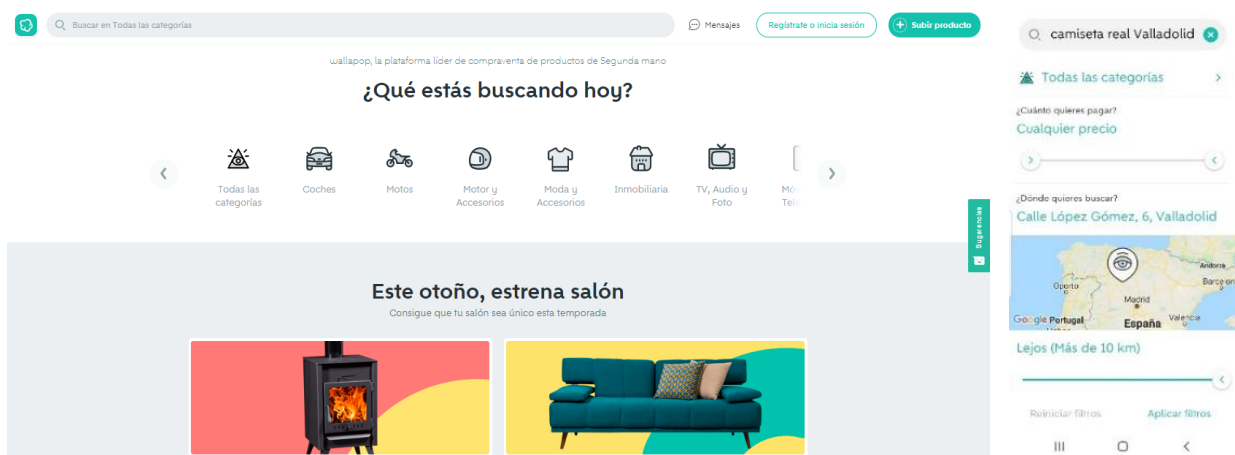 Buscar en Todas las categorías
Mensajes
Regístrate o inicia sesión
Subir producto
wallapop, la plataforma líder de compraventa de productos de Segunda mano
¿Qué estás buscando hoy?
Todas las
categorías
Coches
Motos
Motor y
Accesorios
Moda y
Accesorios
Inmobiliaria
TV, Audio y
Foto
Sugerencias
Este otoño, estrena salón
Consigue que tu salón sea único esta temporada
camiseta real Valladolid
Todas las categorías
¿Cuánto quieres pagar?
Cualquier precio
¿Dónde quieres buscar?
Calle López Gómez, 6, Valladolid
Andorra
Oporto
Barcelon
Madrid
Google Portugal
Valencia
España
Lejos (Más de 10 km)
Reiniciar filtros
Aplicar filtros